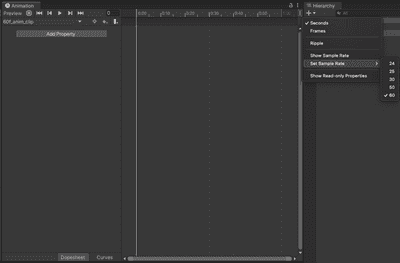 Animation
Hierarchy
Preview
0
0:00
Add Property
Seconds
Frames
Ripple
Show Sample Rate
Set Sample Rate
Show Read-only Properties
24
25
30
50
60
Dopesheet
Curves